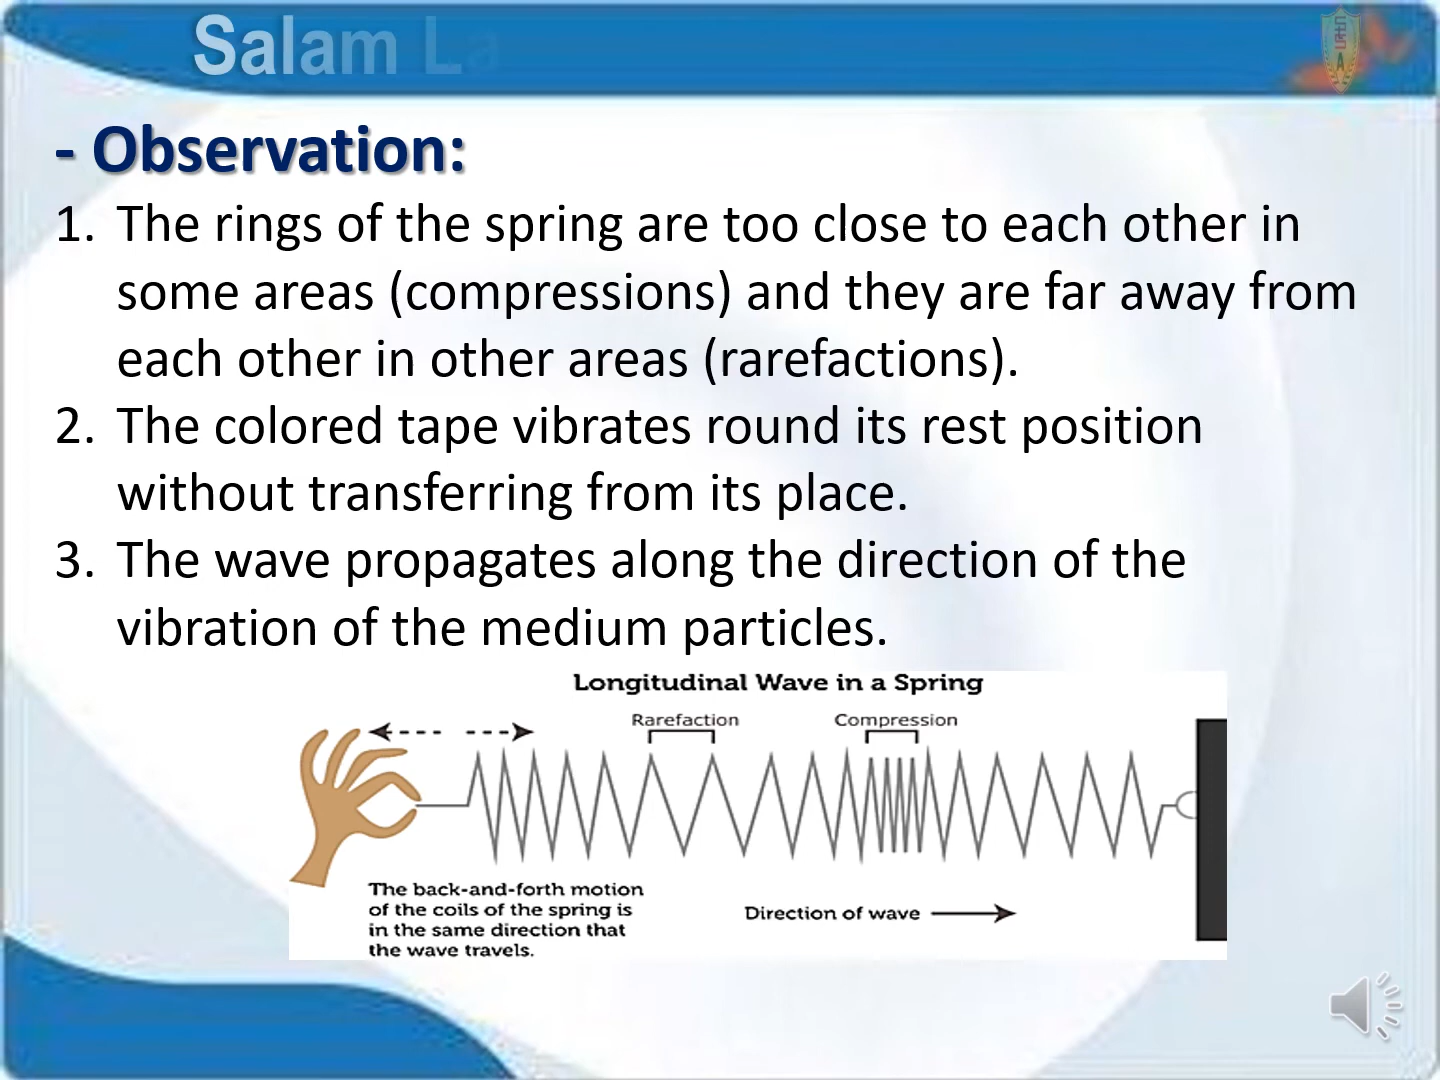 Salam La
- Observation:
1. The rings of the spring are too close to each other in
some areas (compressions) and they are far away from
each other in other areas (rarefactions).
2. The colored tape vibrates round its rest position
without transferring from its place.
3. The wave propagates along the direction of the
vibration of the medium particles.
Longitudinal Wave in a Spring
Rarefaction
Compression
The back-and-forth motion
of the coils of the spring is
in the same direction that
the wave travels.
Direction of wave